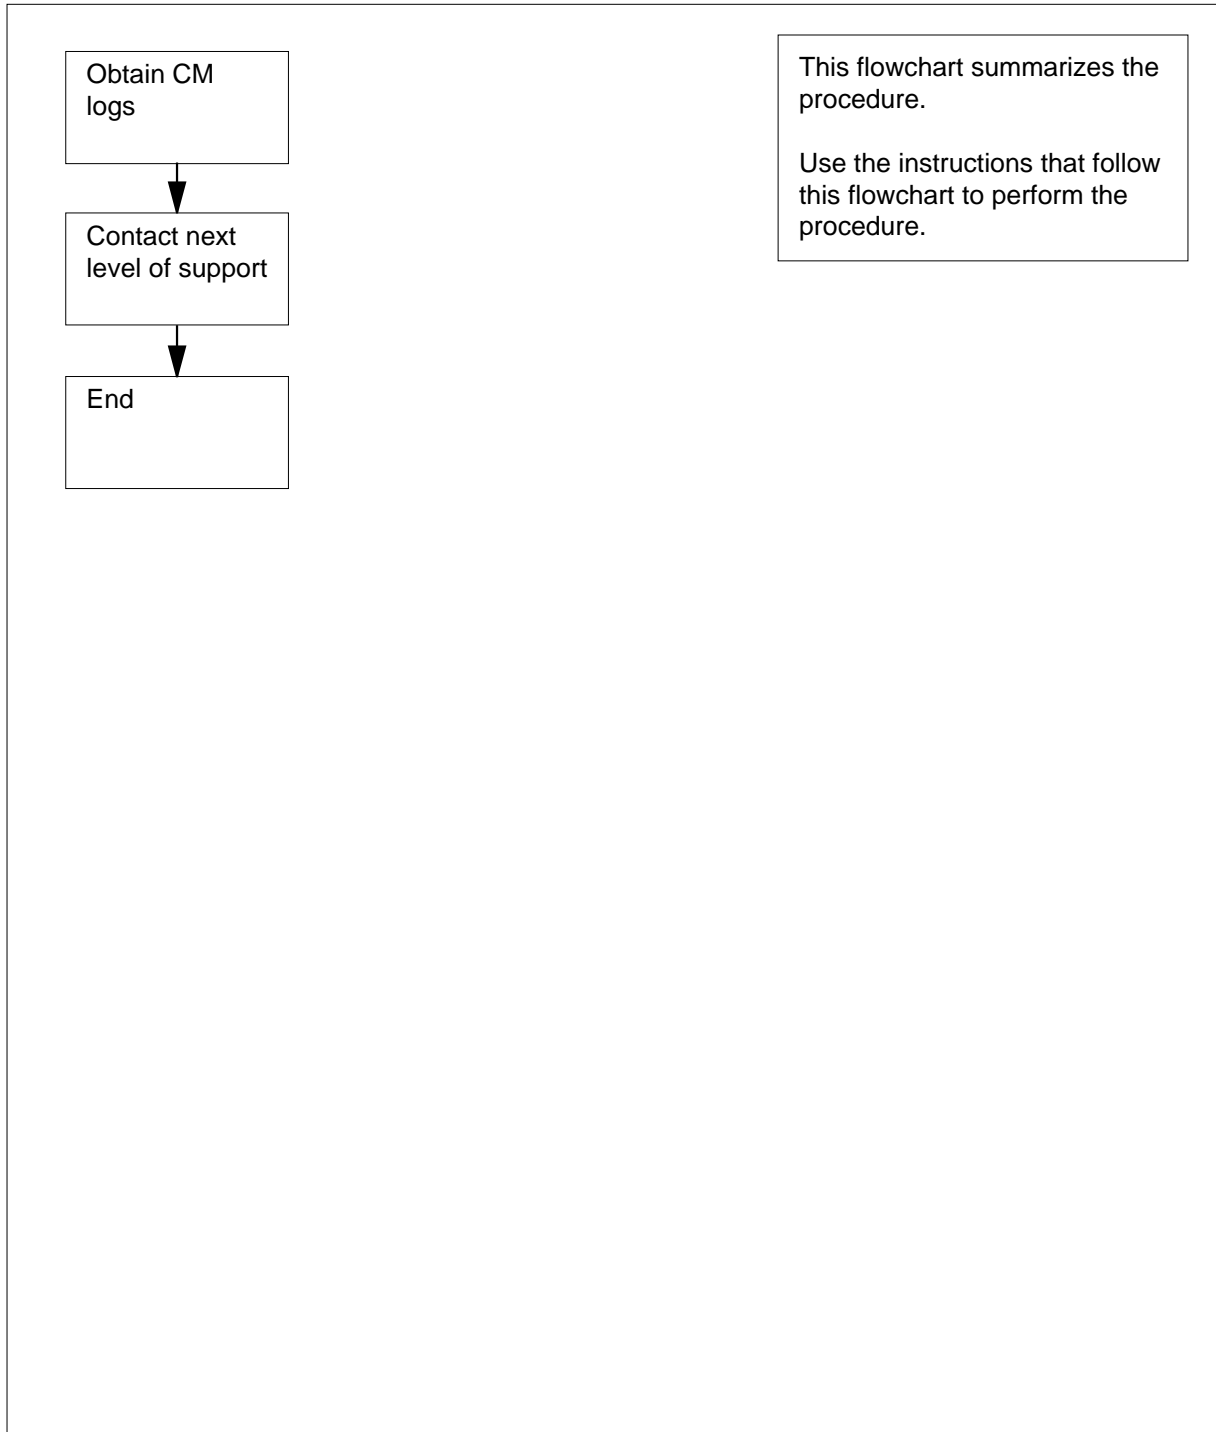 Obtain CM
logs
Contact next
level of support
End
This flowchart summarizes the
procedure.
Use the instructions that follow
this flowchart to perform the
procedure.